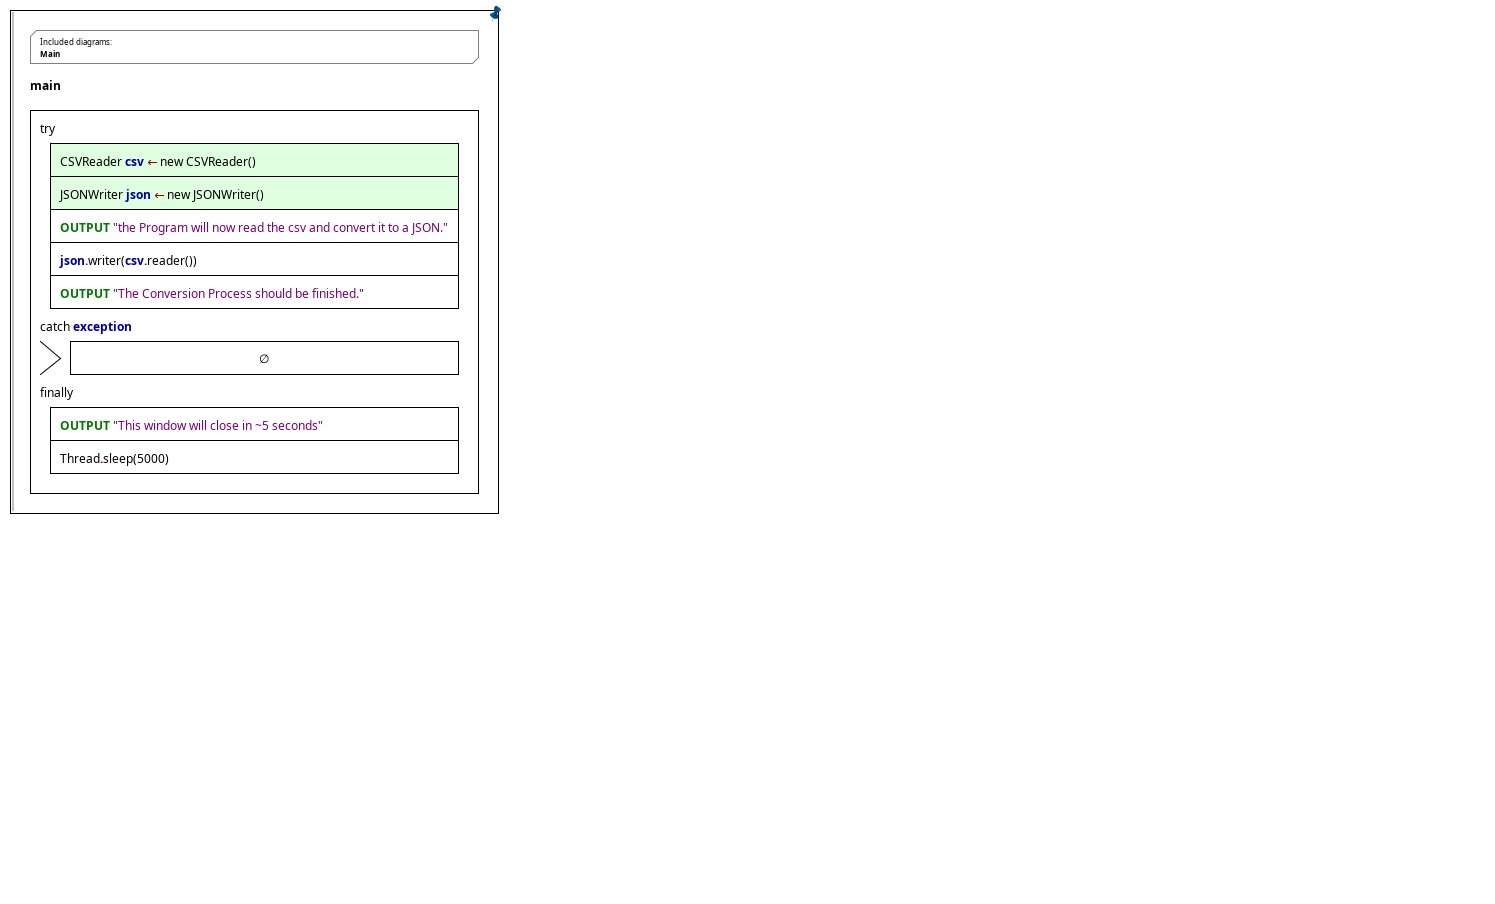 Included diagrams:
Main
main
try
CSVReader csv ← new CSVReader()
JSONWriter json ← new JSONWriter()
OUTPUT "the Program will now read the csv and convert it to a JSON."
json.writer(csv.reader())
OUTPUT "The Conversion Process should be finished."
catch exception
∅
finally
OUTPUT "This window will close in ~5 seconds"
Thread.sleep(5000)